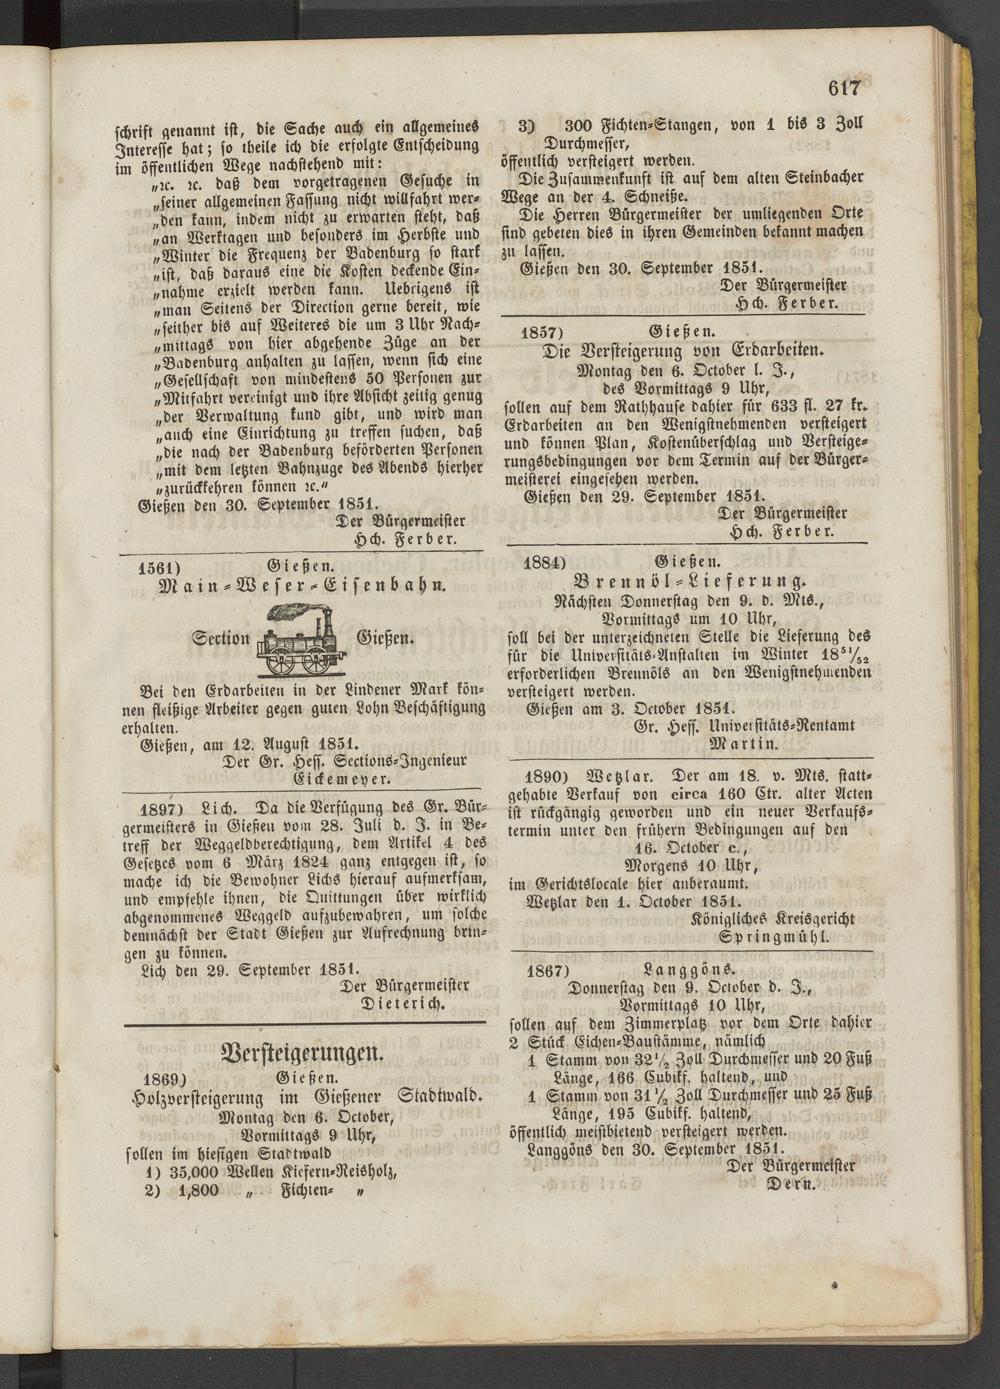 617
schrift genannt ist, die Sache auch ein allgemeines
Interesse hat; so theile ich die erfolgte Entscheidung
im öffentlichen Wege nachstehend mit:
„ꝛc. ꝛc. daß dem vorgetragenen Gesuche in
„seiner allgemeinen Fassung nicht willfahrt wer=
„den kann, indem nicht zu erwarten steht, daß
„an Werktagen und besonders im Herbste und
„Winter die Frequenz der Badenburg so stark
„ist, daß daraus eine die Kosten deckende Ein=
„nahme erzielt werden kann. Uebrigens ist
„man Seitens der Direction gerne bereit, wie
„seither bis auf Weiteres die um 3 Uhr Nach=
„mittags von hier abgehende Züge an der
„Badenburg anhalten zu lassen, wenn sich eine
„Gesellschaft von mindestens 50 Personen zur
„Mitfahrt vereinigt und ihre Absicht zeitig genug
„der Verwaltung kund gibt, und wird man
„auch eine Einrichtung zu treffen suchen, daß
„die nach der Badenburg beförderten Personen
„mit dem letzten Bahnzuge des Abends hierher
„zurückkehren können ꝛc."
Gießen den 30. September 1851.
Der Bürgermeister
Hch. Ferber.
1561) Gießen.
Main=Weser=Eisenbahn.
Section Gießen.
Bei den Erdarbeiten in der Lindener Mark kön=
nen fleißige Arbeiter gegen guten Lohn Beschäftigung
erhalten.
Gießen, am 12. August 1851.
Der Gr. Hess. Sections=Ingenieur
Eickemeyer.
1897) Lich. Da die Verfügung des Gr. Bür=
germeisters in Gießen vom 28. Juli d. J. in Be=
treff der Weggeldberechtigung, dem Artikel 4 des
Gesetzes vom 6 März 1824 ganz entgegen ist, so
mache ich die Bewohner Lichs hierauf aufmerksam,
und empfehle ihnen, die Quittungen über wirklich
abgenommenes Weggeld aufzubewahren, um solche
demnächst der Stadt Gießen zur Aufrechnung brin=
gen zu können.
Lich den 29. September 1851.
Der Bürgermeister
Dieterich.
Versteigerungen.
1869) Gießen.
Holzversteigerung im Gießener Stadtwald.
Montag den 6. October,
Vormittags 9 Uhr,
sollen im hiesigen Stadtwald
1) 35,000 Wellen Kiefern=Reisholz,
2) 1,800 „ Fichten= „
3) 300 Fichten=Stangen, von 1 bis 3 Zoll
Durchmesser,
öffentlich versteigert werden.
Die Zusammenkunft ist auf dem alten Steinbacher
Wege an der 4. Schneiße.
Die Herren Bürgermeister der umliegenden Orte
sind gebeten dies in ihren Gemeinden bekannt machen
zu lassen.
Gießen den 30. September 1851.
Der Bürgermeister
Hch. Ferber.
1857) Gießen.
Die Versteigerung von Erdarbeiten.
Montag den 6. October l. J.,
des Vormittags 9 Uhr,
sollen auf dem Rathhause dahier für 633 fl. 27 kr.
Erdarbeiten an den Wenigstnehmenden versteigert
und können Plan, Kostenüberschlag und Versteige=
rungsbedingungen vor dem Termin auf der Bürger=
meisterei eingesehen werden.
Gießen den 29. September 1851.
Der Bürgermeister
Hch. Ferber.
1884) Gießen.
Brennöl=Lieferung.
Nächsten Donnerstag den 9. d. Mts.,
Vormittags um 10 Uhr,
soll bei der unterzeichneten Stelle die Lieferung des
für die Universitäts=Anstalten im Winter 18⁵¹/₅₂
erforderlichen Brennöls an den Wenigstnehmenden
versteigert werden.
Gießen am 3. October 1851.
Gr. Hess. Universitäts=Rentamt
Martin.
1890) Wetzlar. Der am 18. v. Mts. statt=
gehabte Verkauf von circa 160 Ctr. alter Acten
ist rückgängig geworden und ein neuer Verkaufs=
termin unter den frühern Bedingungen auf den
16. October c.,
Morgens 10 Uhr,
im Gerichtslocale hier anberaumt.
Wetzlar den 1. October 1851.
Königliches Kreisgericht
Springmühl.
1867) Langgöns.
Donnerstag den 9. October d. J.,
Vormittags 10 Uhr,
sollen auf dem Zimmerplatz vor dem Orte dahier
2 Stück Eichen=Baustämme, nämlich
1 Stamm von 32½ Zoll Durchmesser und 20 Fuß
Länge, 166 Cubikf. haltend, und
1 Stamm von 31½ Zoll Durchmesser und 25 Fuß
Länge, 195 Cubikf. haltend,
öffentlich meistbietend versteigert werden.
Langgöns den 30. September 1851.
Der Bürgermeister
Dern.